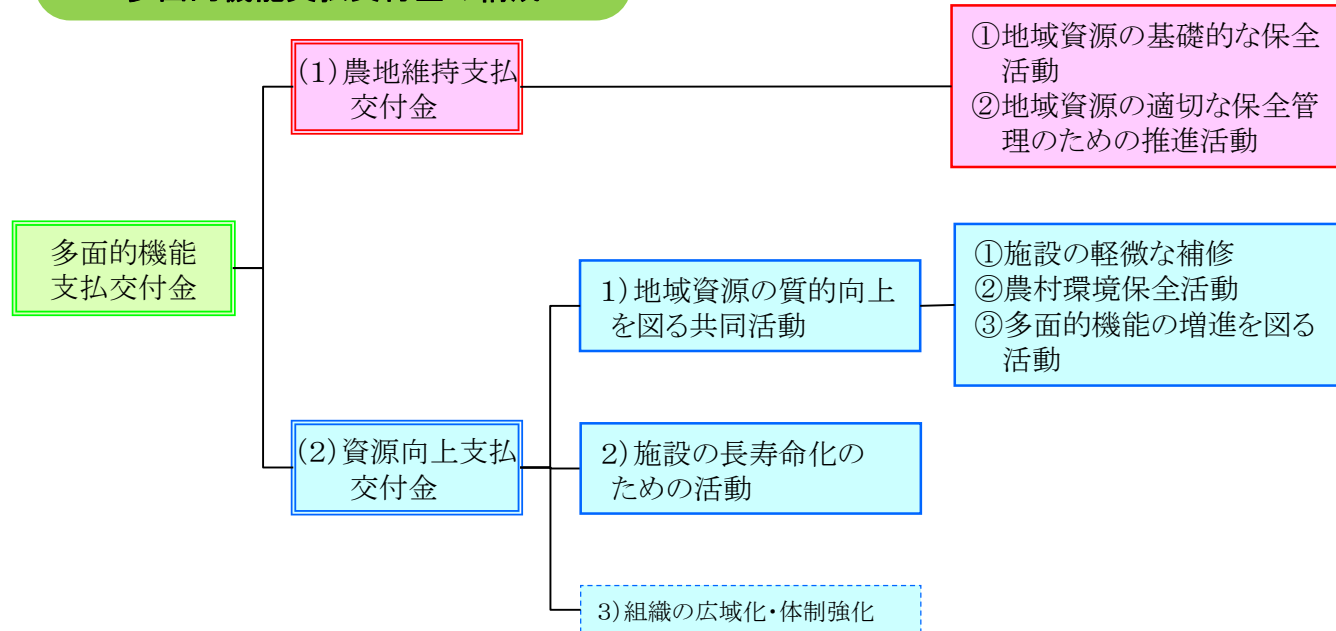 (1)農地維持支払
交付金
①地域資源の基礎的な保全
活動
②地域資源の適切な保全管
理のための推進活動
多面的機能
支払交付金
1)地域資源の質的向上
を図る共同活動
①施設の軽微な補修
②農村環境保全活動
③多面的機能の増進を図る
活動
(2)資源向上支払
交付金
2)施設の長寿命化の
ための活動
3)組織の広域化・体制強化